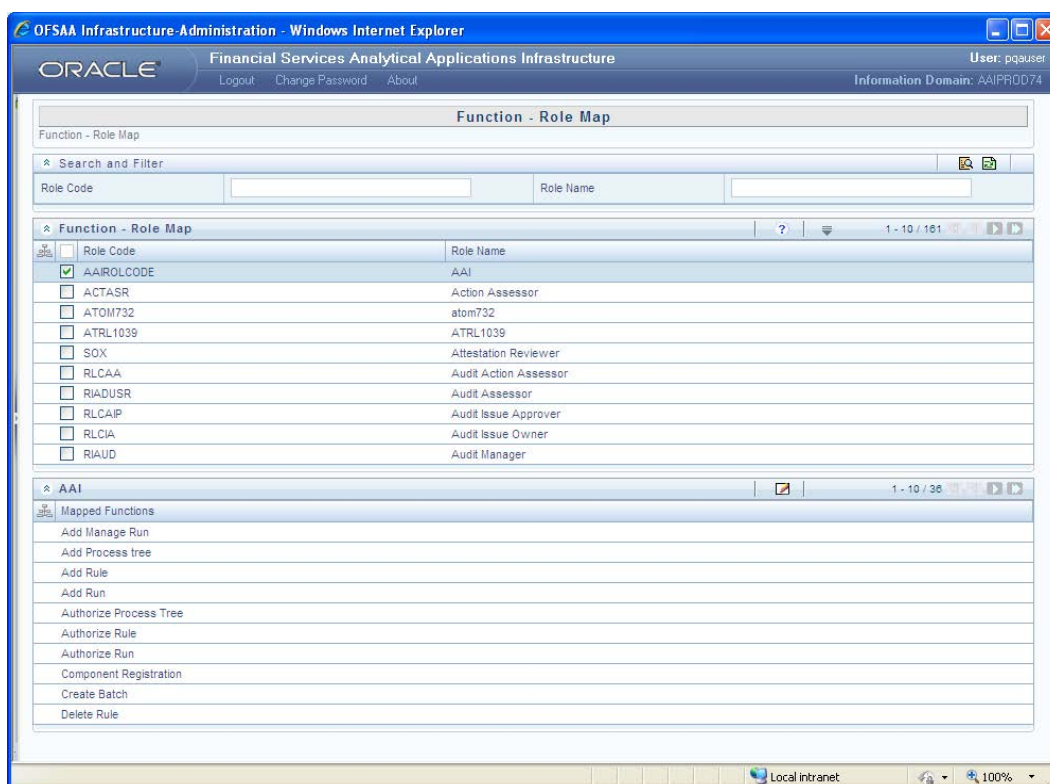 OFSAA Infrastructure-Administration - Windows Internet Explorer
ORACLE
Financial Services Analytical Applications Infrastructure
User: pqauser
Logout Change Password About
Information Domain: AAIPROD74
Function - Role Map
Function - Role Map
Search and Filter
Role Code
Role Name
Function - Role Map
?
1 - 10 / 161
Role Code Role Name
AAIROLCODE AAI
ACTASR Action Assessor
ATOM732 atom732
ATRL1039 ATRL1039
SOX Attestation Reviewer
RLCAA Audit Action Assessor
RIADUSR Audit Assessor
RLCAIP Audit Issue Approver
RLCIA Audit Issue Owner
RIAUD Audit Manager
AAI
1 - 10 / 36
Mapped Functions
Add Manage Run
Add Process tree
Add Rule
Add Run
Authorize Process Tree
Authorize Rule
Authorize Run
Component Registration
Create Batch
Delete Rule
Local intranet
100%